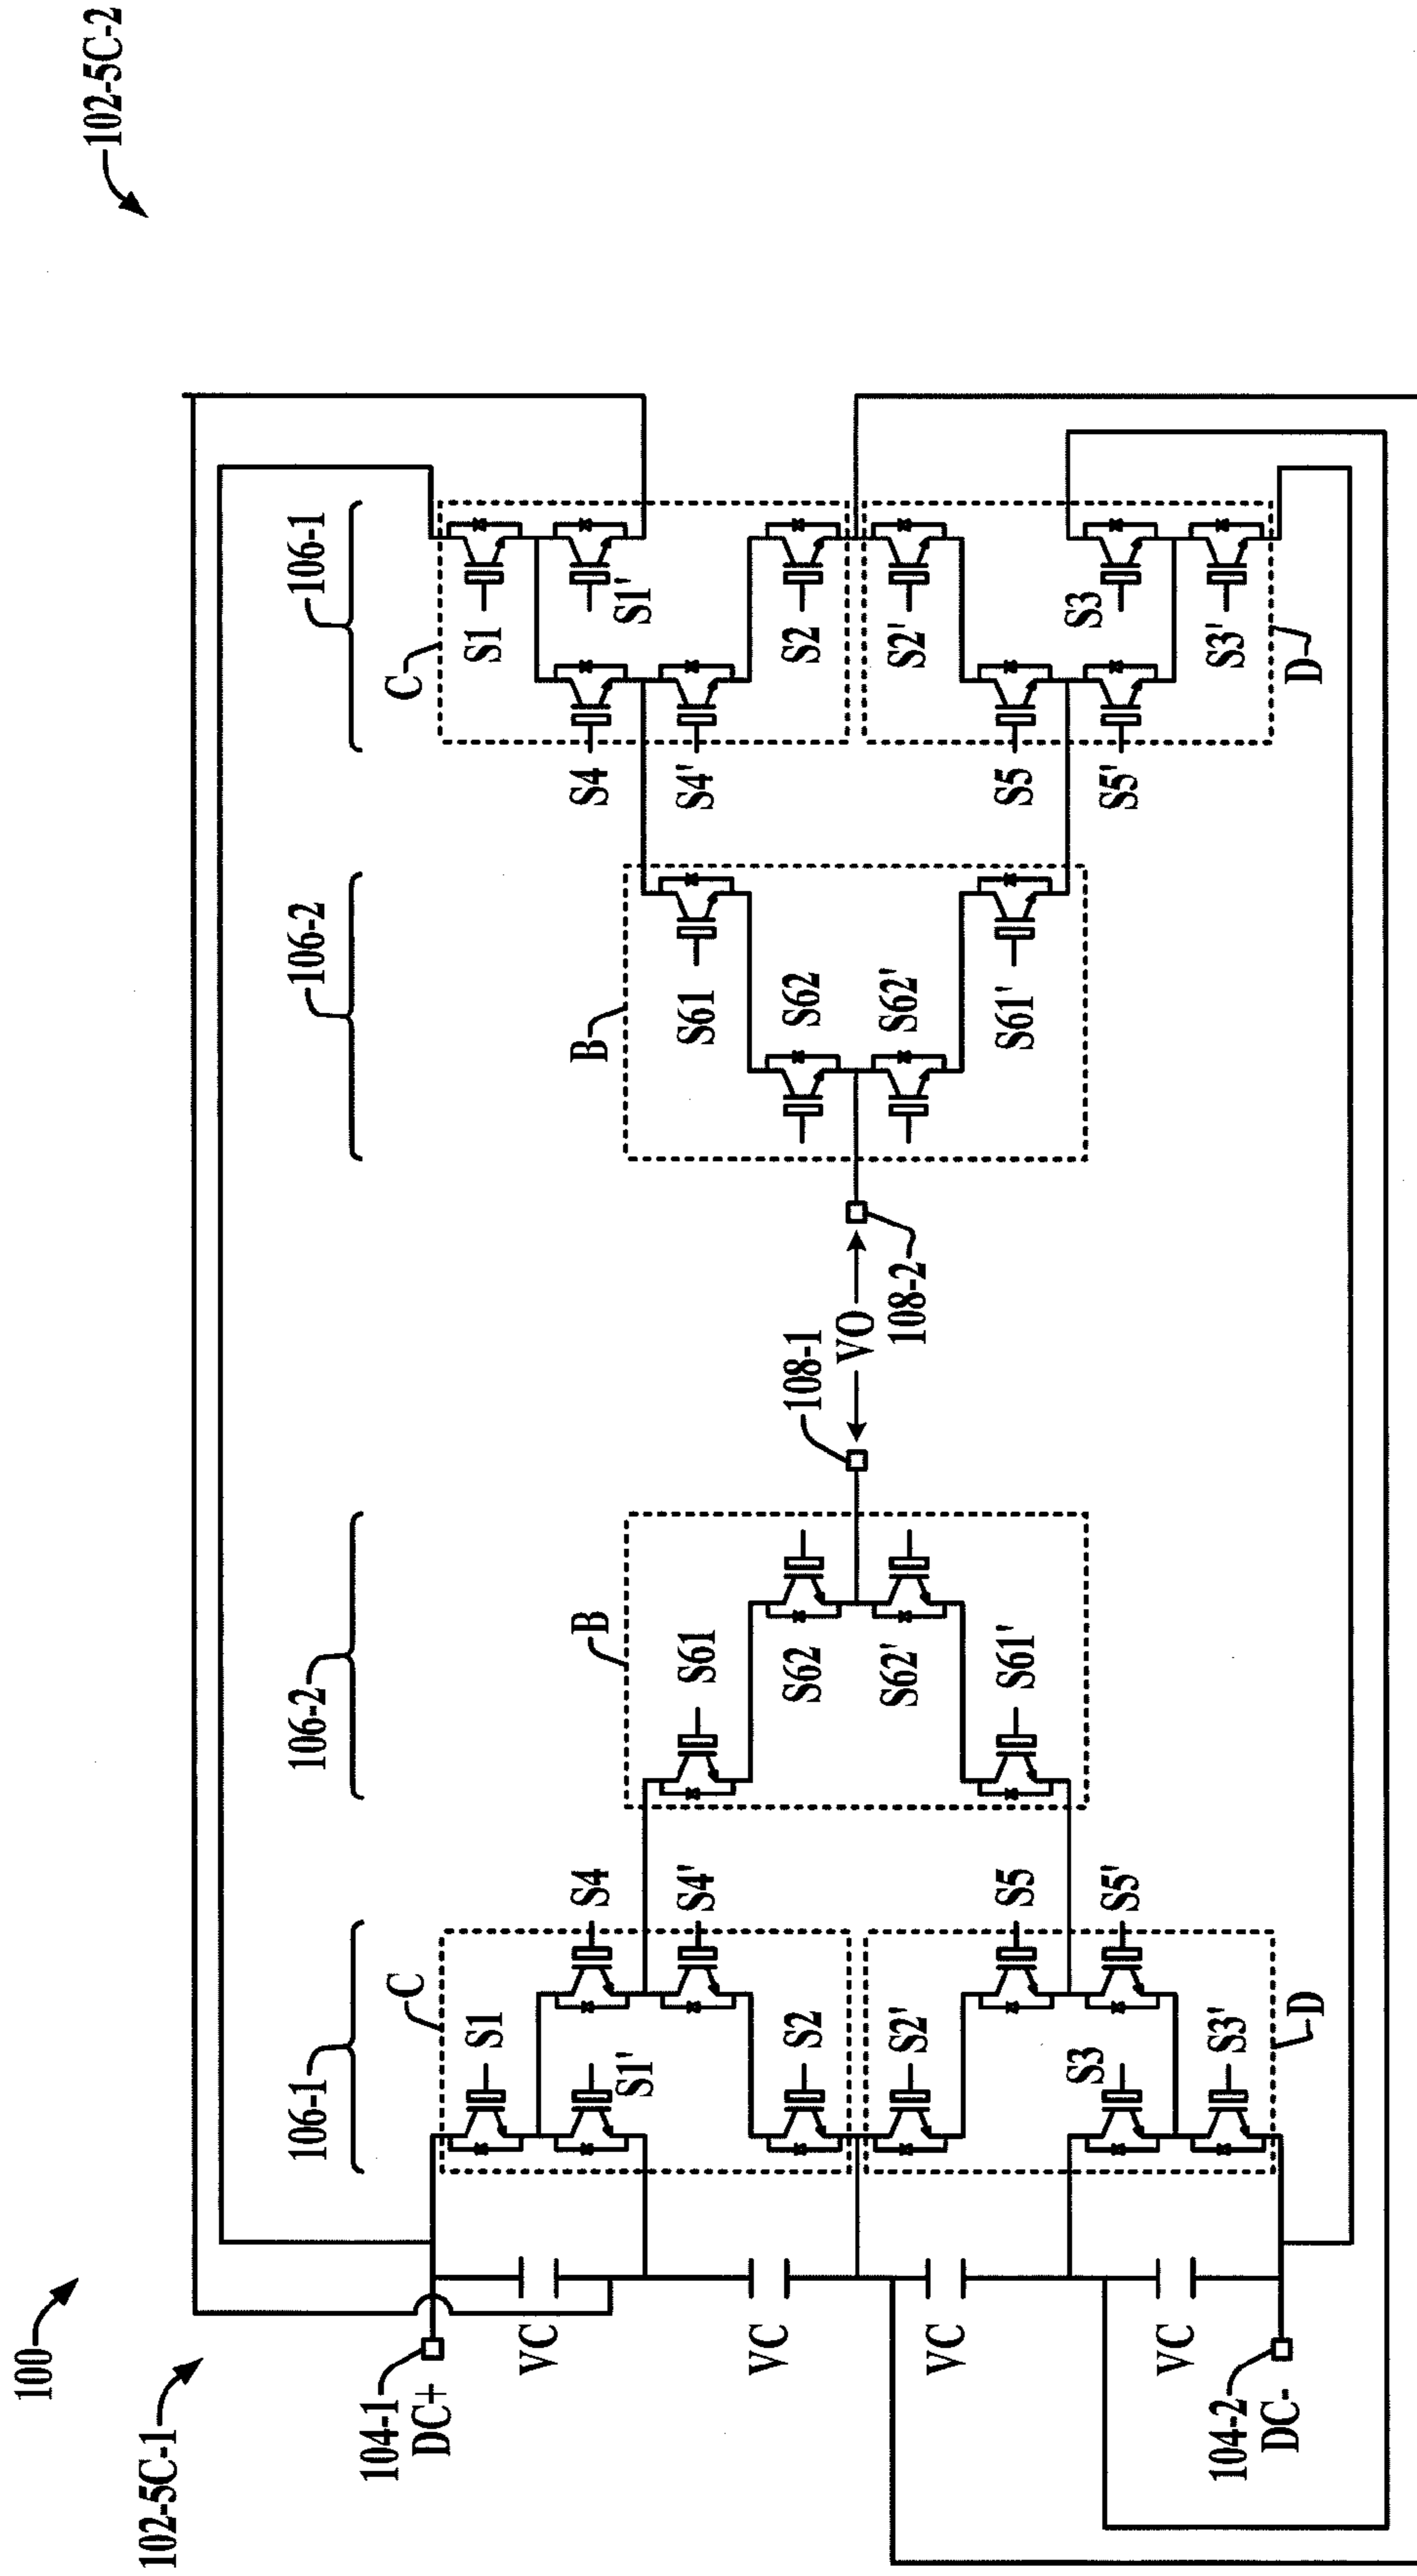 100
102-5C-1
102-5C-2
106-1
106-2
106-2
106-1
104-1
DC+
VC
VC
VC
VC
104-2
DC-
C
S1
S1'
S4
S4'
S2
S2'
S5
S3
S5'
S3'
D
B
S61
S62
S62'
S61'
108-1
VO
108-2
B
S61
S62
S62'
S61'
C
S1
S1'
S4
S4'
S2
S2'
S5
S3
S5'
S3'
D